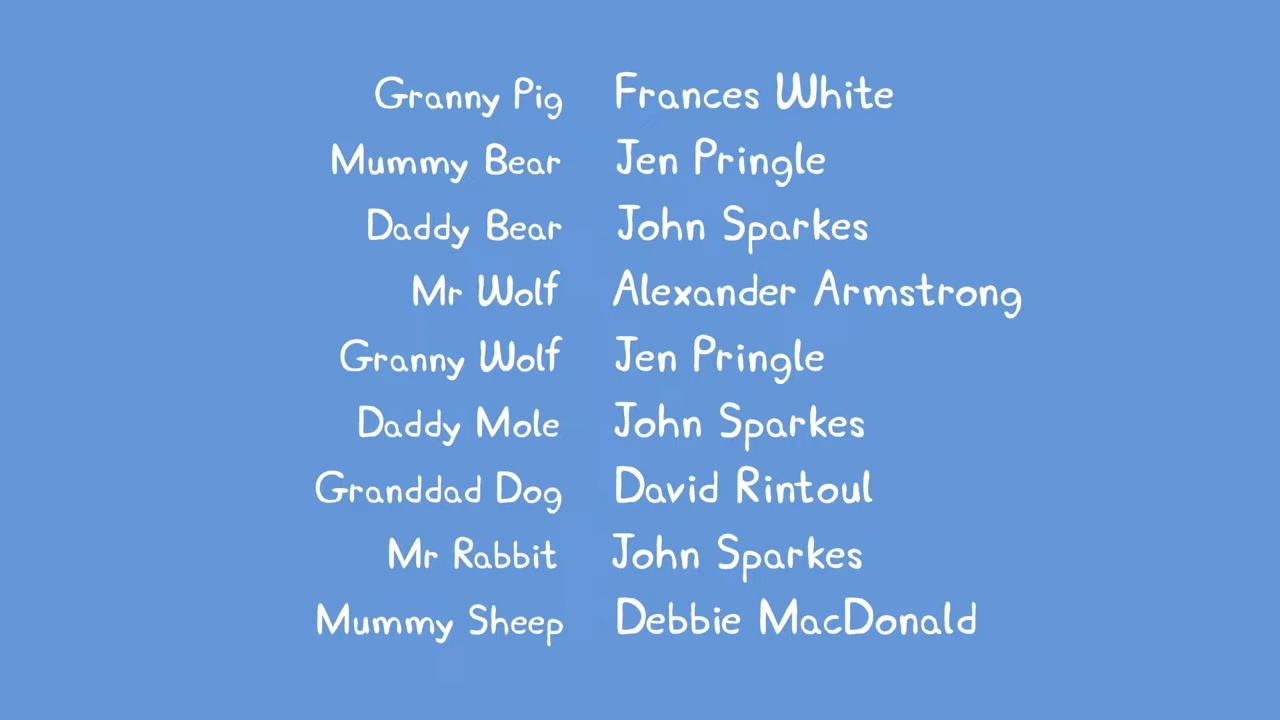 Granny Pig Frances White
Mummy Bear Jen Pringle
Daddy Bear John Sparkes
Mr Wolf Alexander Armstrong
Granny Wolf Jen Pringle
Daddy Mole John Sparkes
Granddad Dog David Rintoul
Mr Rabbit John Sparkes
Mummy Sheep Debbie MacDonald